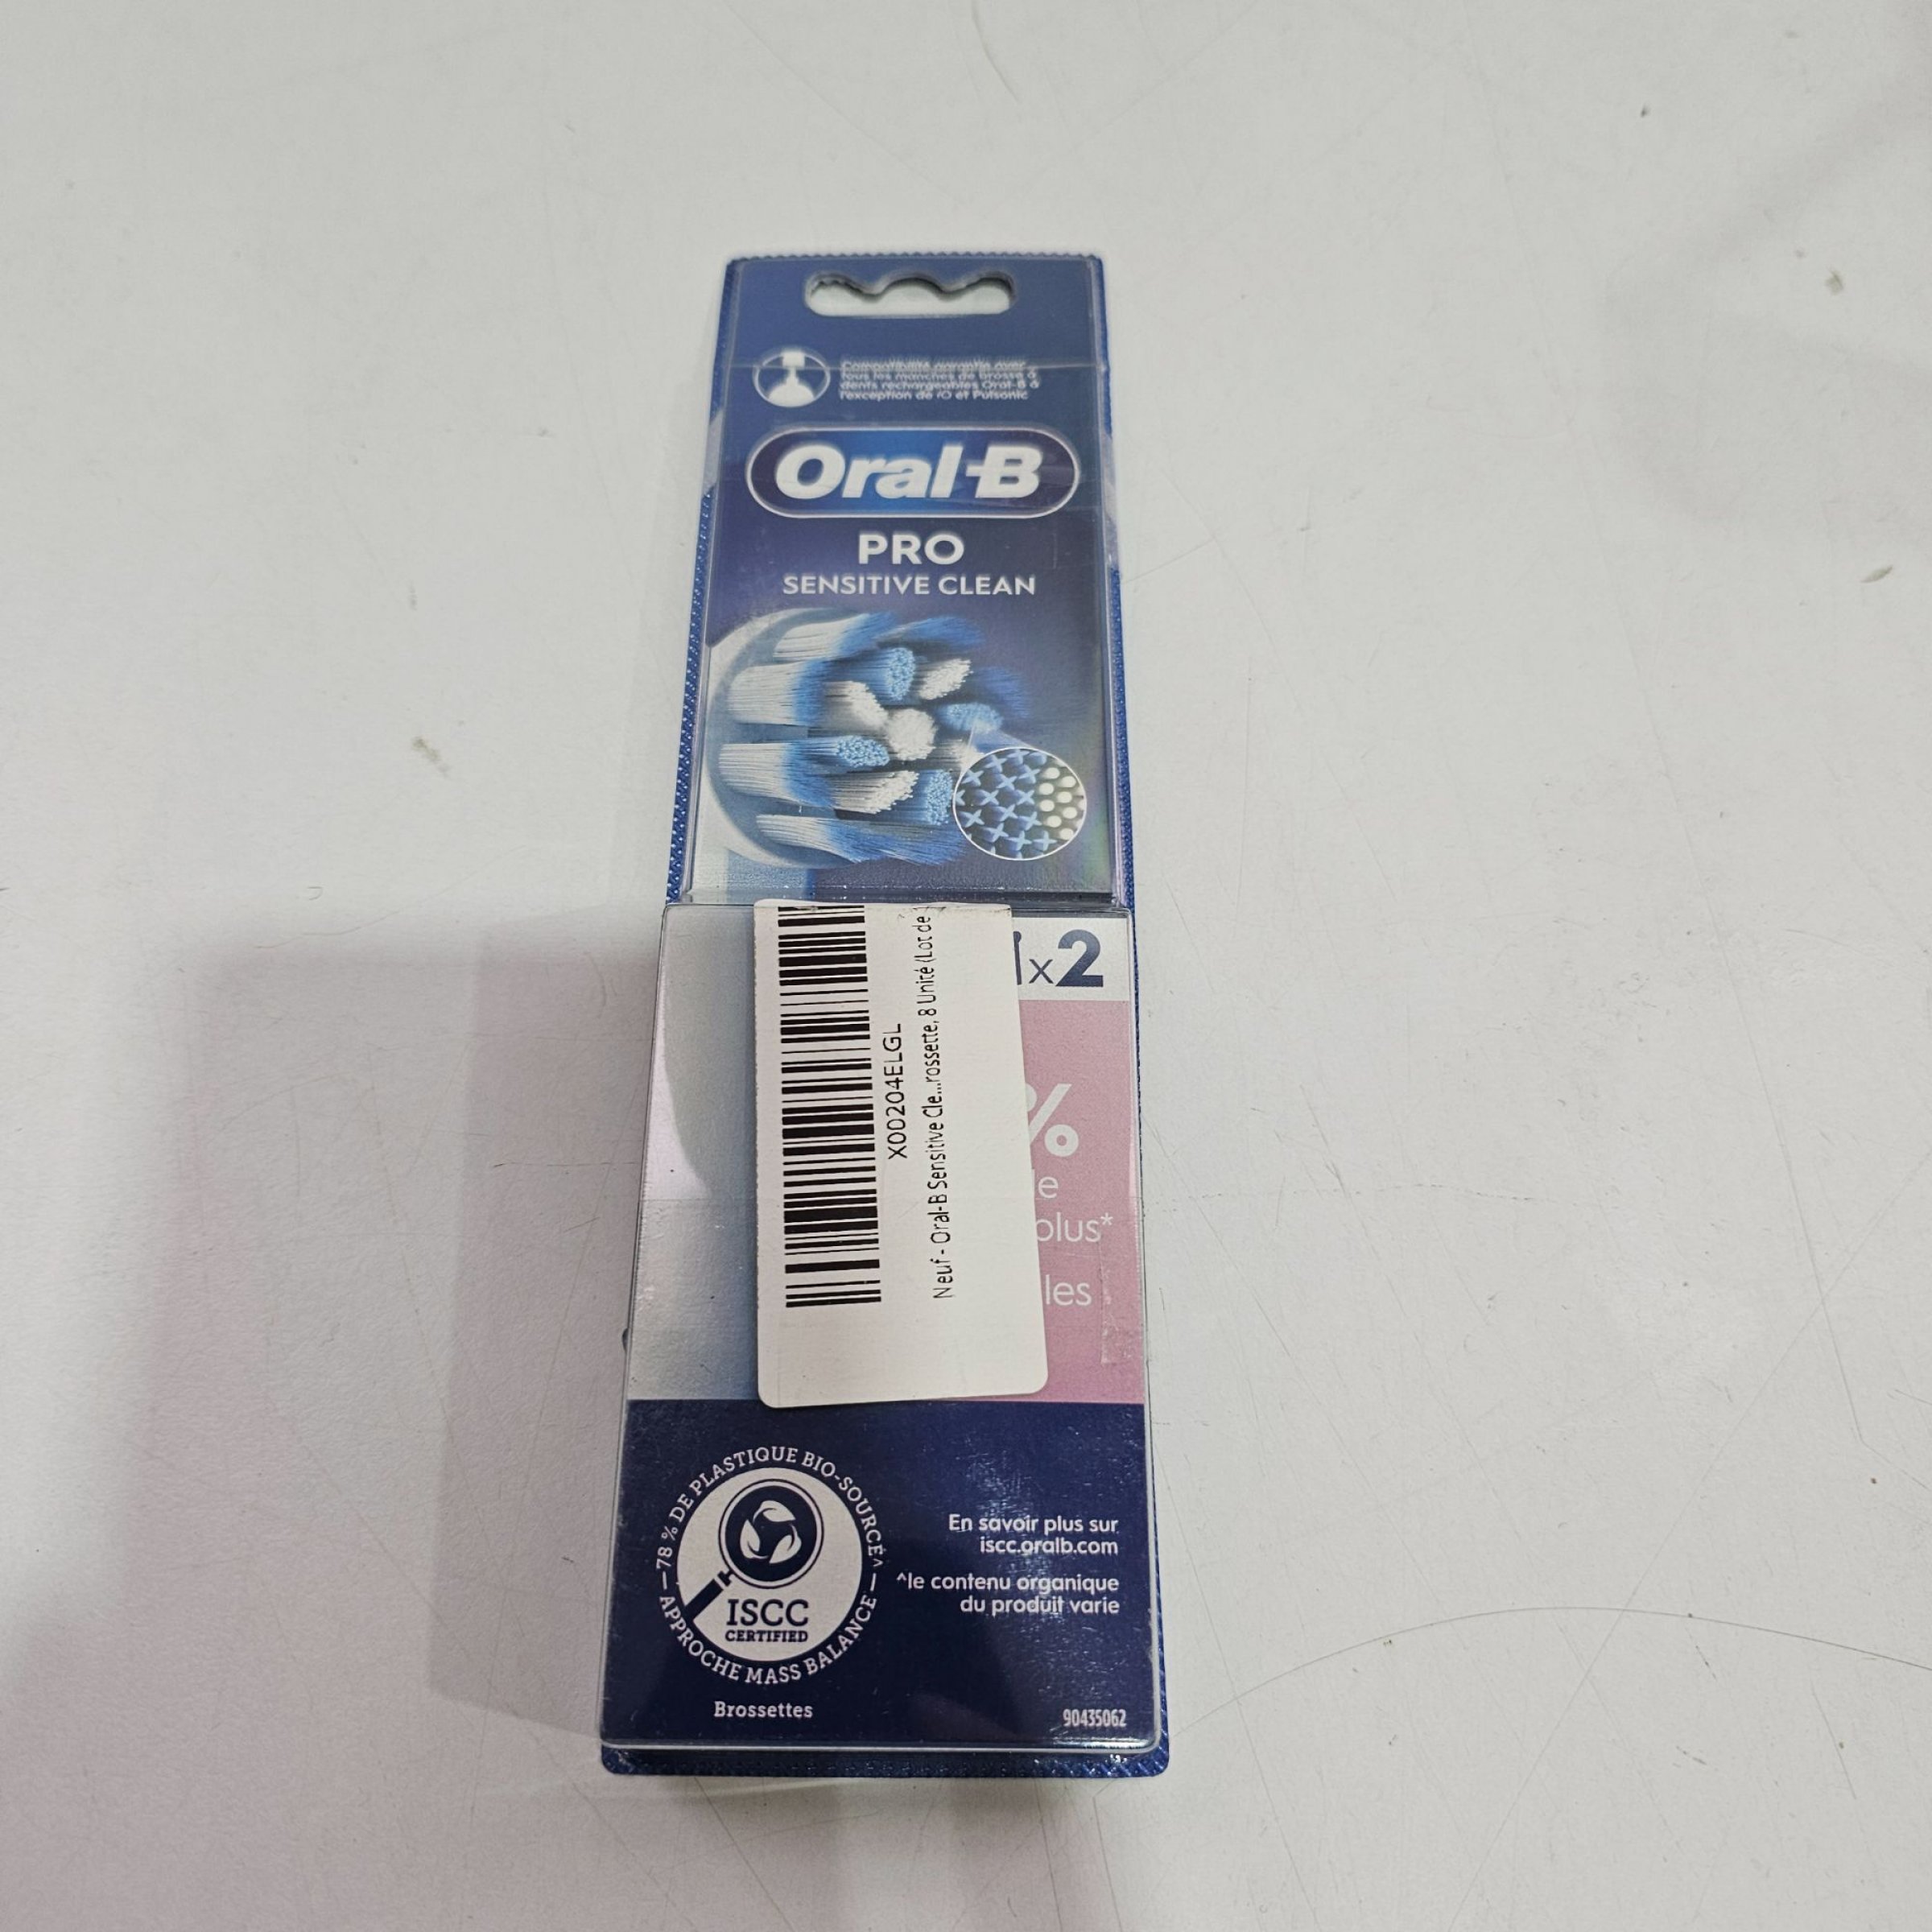 Compatibilité garantie avec
tous les manches de brosse à
dents rechargeables Oral-B à
l'exception de iO et Pulsonic
Oral-B
PRO
SENSITIVE CLEAN
x2
X00204ELGL
Neuf - Oral-B Sensitive Cle...rossette, 8 Unité (Lot de
%
plus*
les
78 % DE PLASTIQUE BIO-SOURCÉ^
APPROCHE MASS BALANCE
ISCC
CERTIFIED
Brossettes
En savoir plus sur
iscc.oralb.com
^le contenu organique
du produit varie
90435062